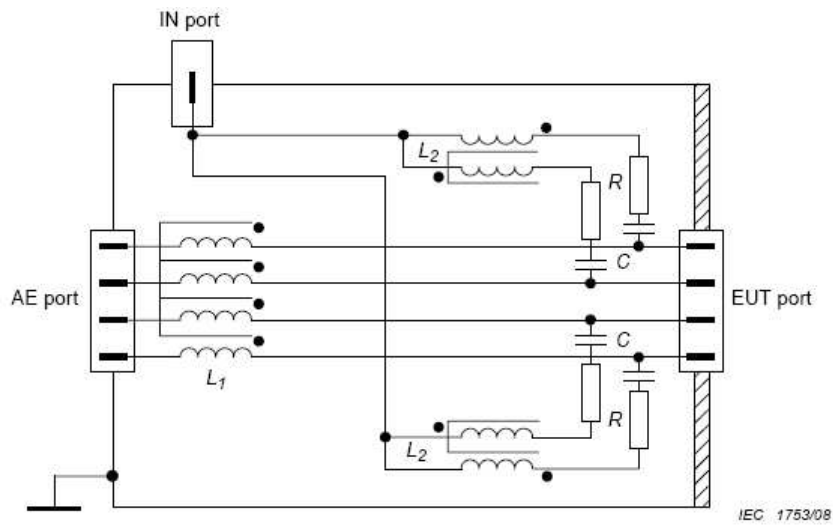 IN port
L2
R
C
AE port
EUT port
L1
C
R
L2
IEC 1753/08